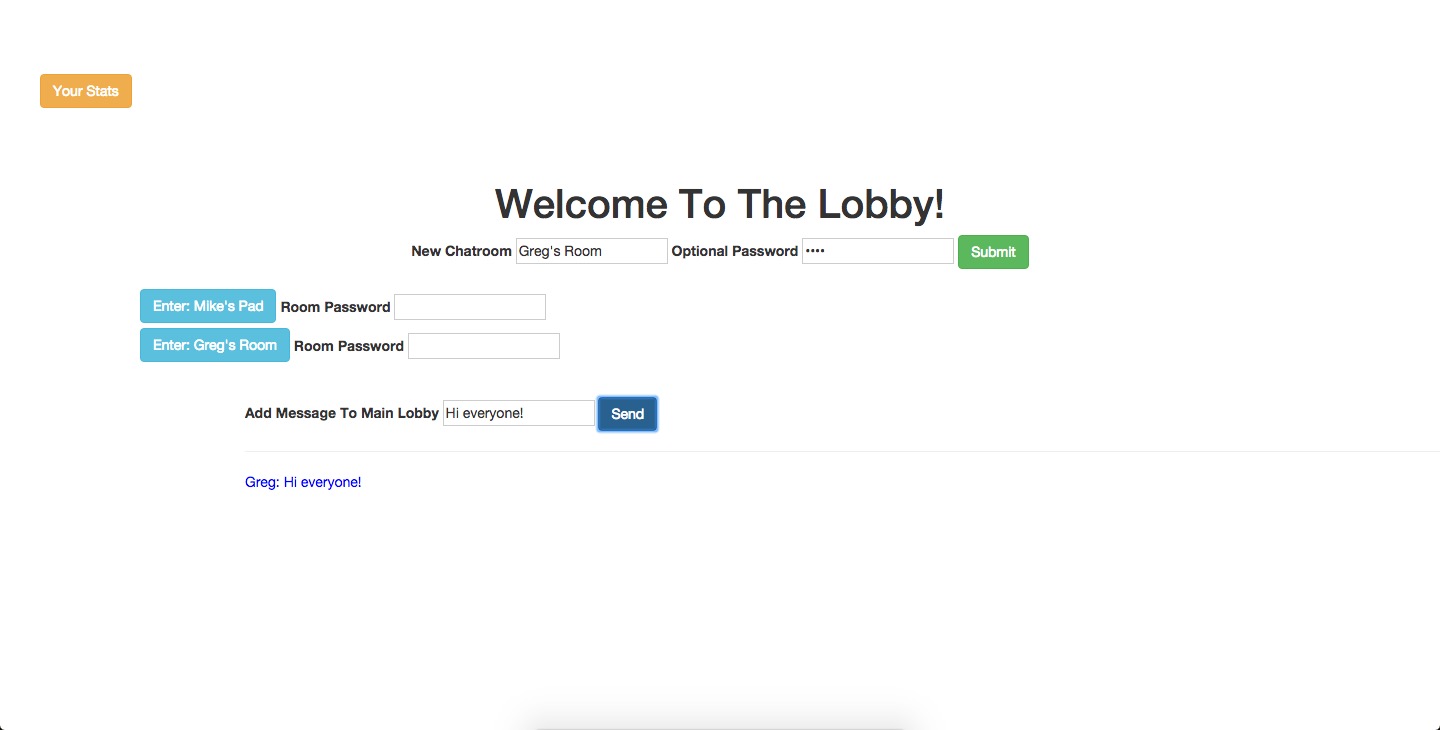 Your Stats
Welcome To The Lobby!
New Chatroom Greg's Room Optional Password •••• Submit
Enter: Mike's Pad Room Password
Enter: Greg's Room Room Password
Add Message To Main Lobby Hi everyone! Send
Greg: Hi everyone!